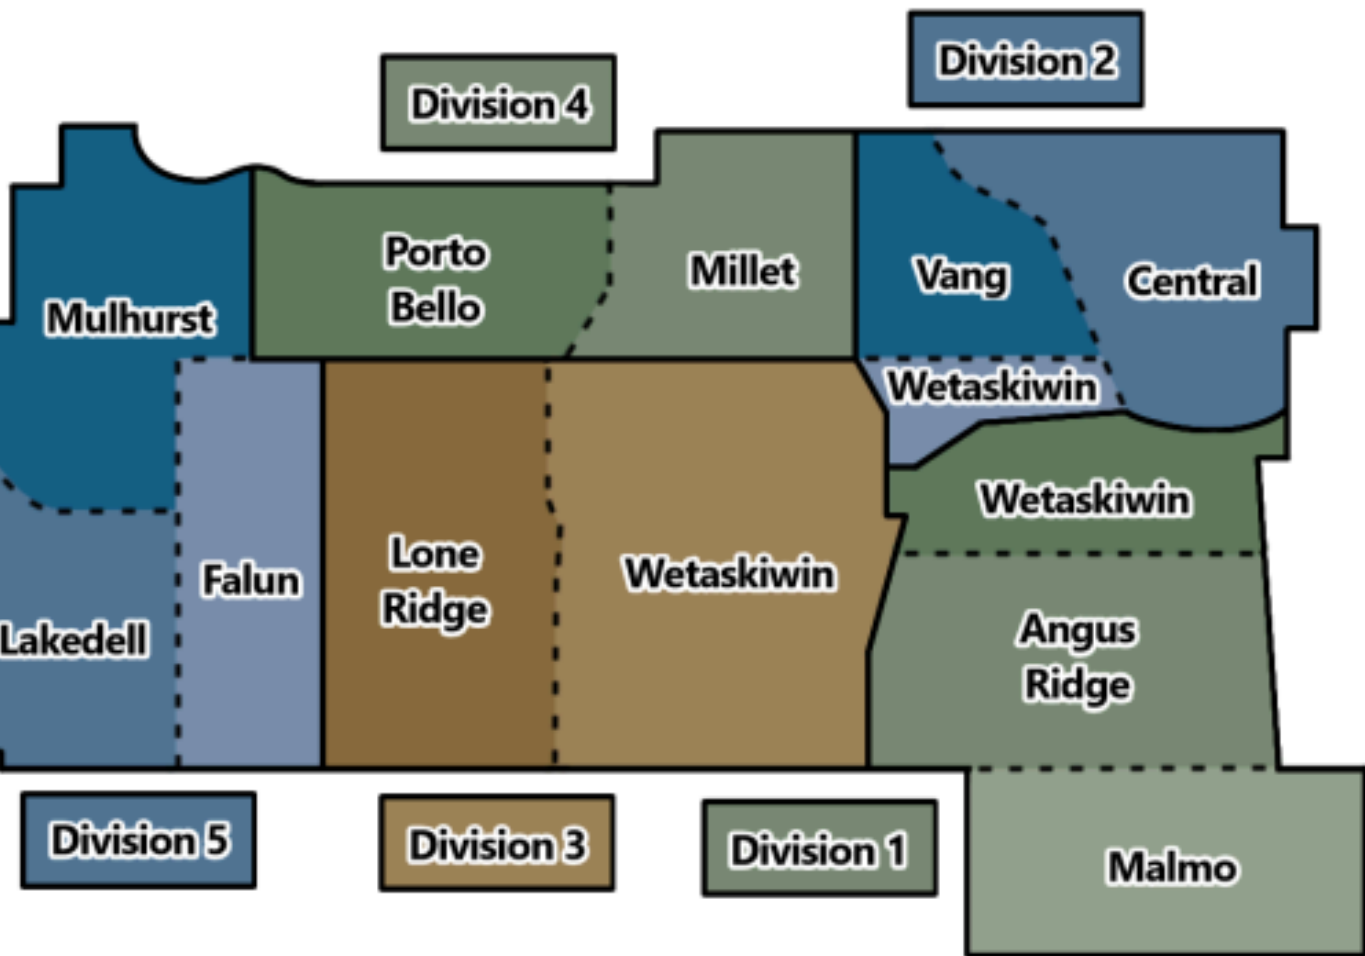 Division 2
Division 4
Porto
Bello
Millet
Vang
Central
Mulhurst
Wetaskiwin
Wetaskiwin
Lone
Ridge
Falun
Wetaskiwin
Angus
Ridge
Lakedell
Division 5
Division 3
Division 1
Malmo